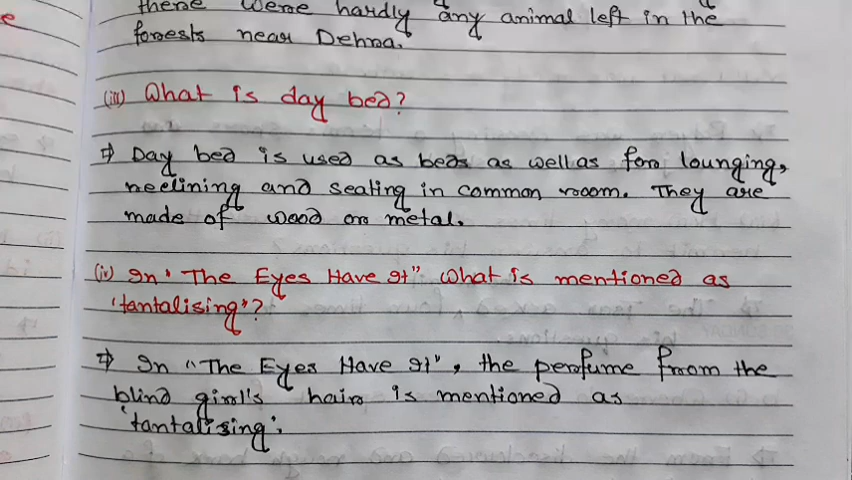 there were hardly any animal left in the
forests near Dehra.
(iii) What is day bed?
⇒ Day bed is used as beds as well as for lounging,
reclining and seating in common room. They are
made of wood or metal.
(iv) In "The Eyes Have It" What is mentioned as
'tantalising'?
⇒ In "The Eyes Have It", the perfume from the
blind girl's hair is mentioned as
'tantalising'.